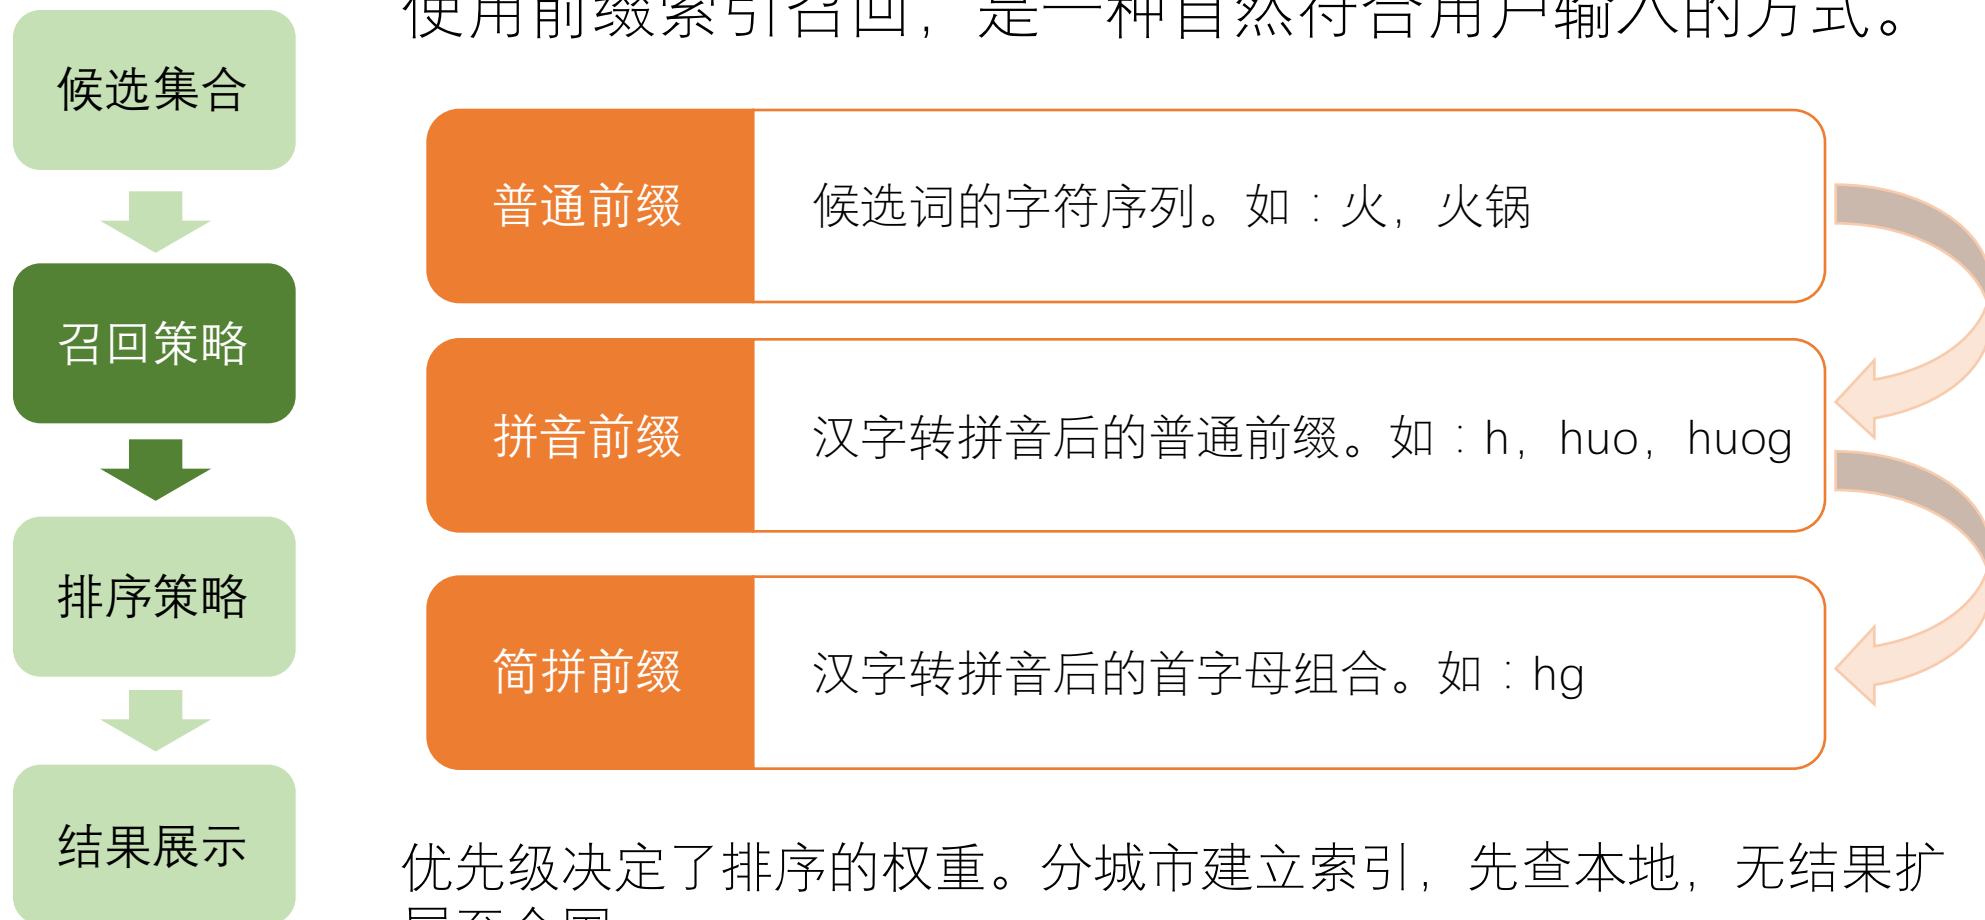 使用前缀索引召回，是一种自然符合用户输入的方式。
候选集合
召回策略
排序策略
结果展示
普通前缀
候选词的字符序列。如：火，火锅
拼音前缀
汉字转拼音后的普通前缀。如：h，huo，huog
简拼前缀
汉字转拼音后的首字母组合。如：hg
优先级决定了排序的权重。分城市建立索引，先查本地，无结果扩
展至全国